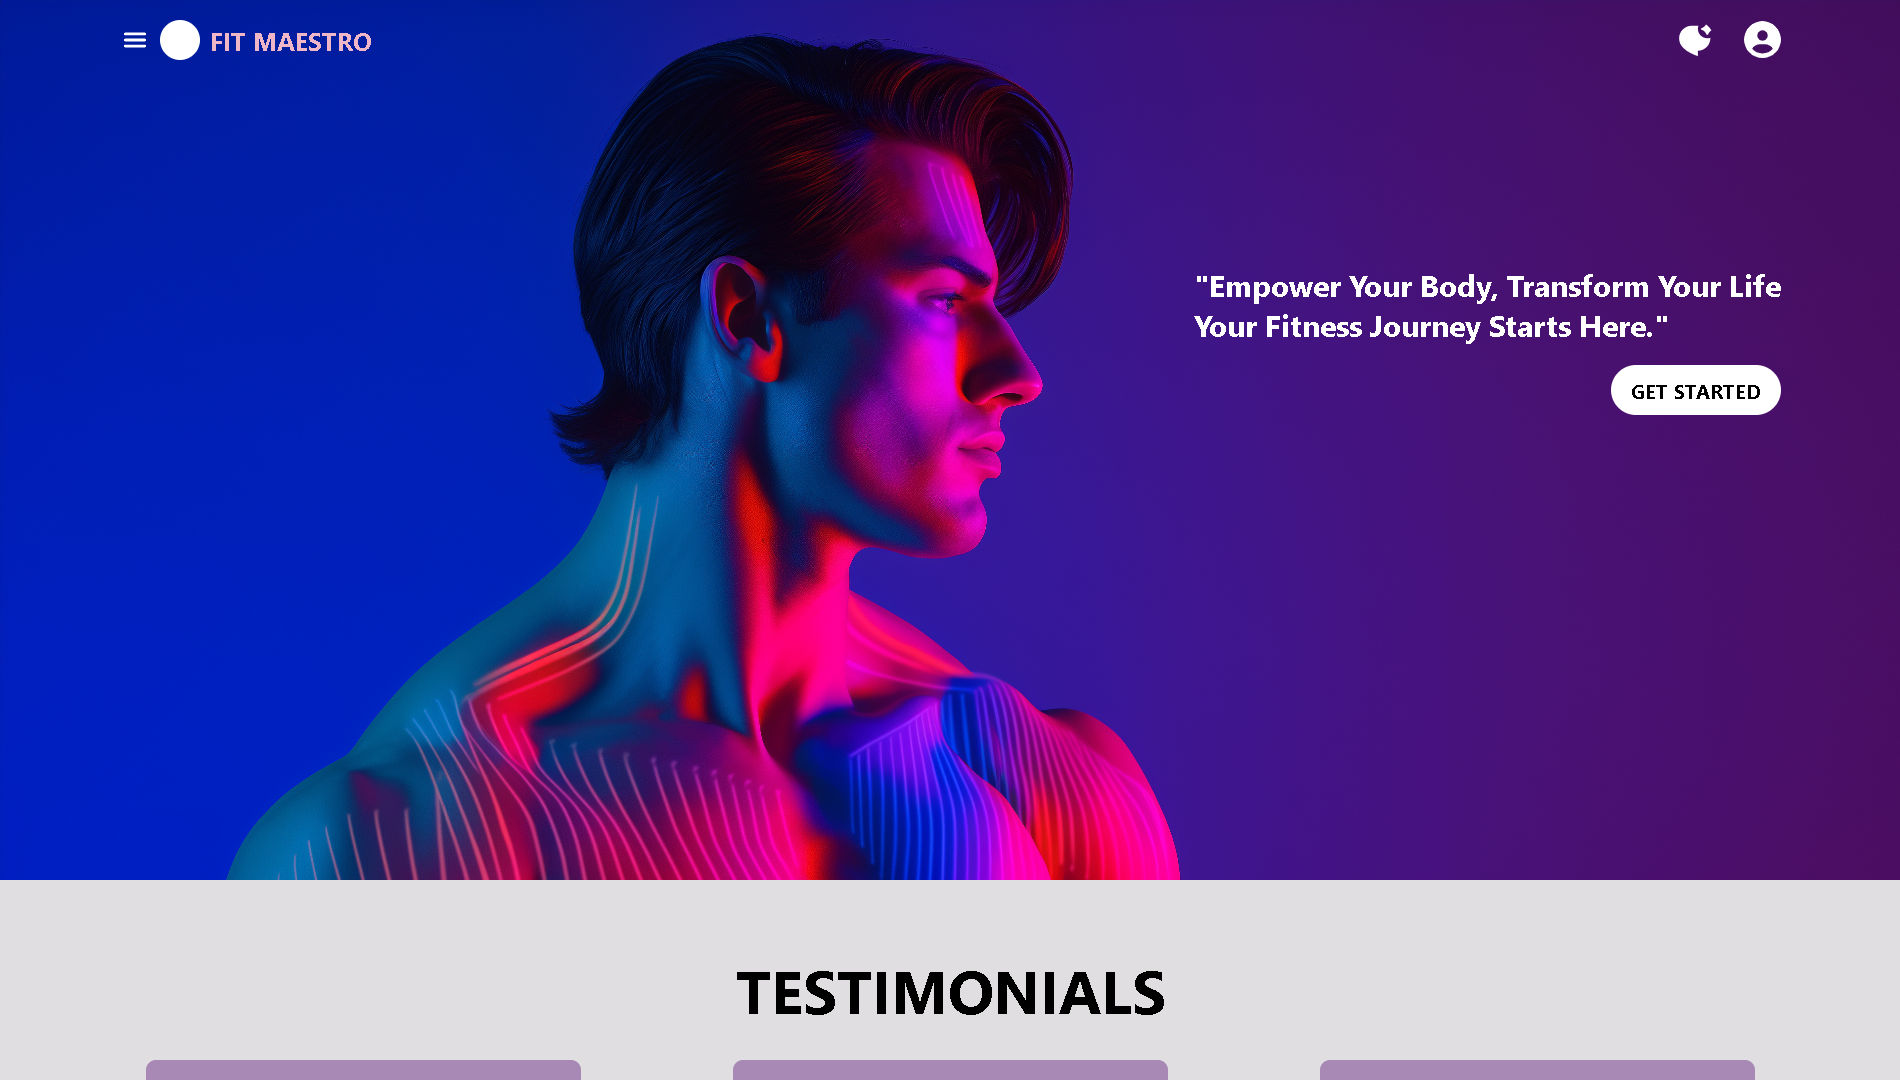 FIT MAESTRO
"Empower Your Body, Transform Your Life
Your Fitness Journey Starts Here."
GET STARTED
TESTIMONIALS